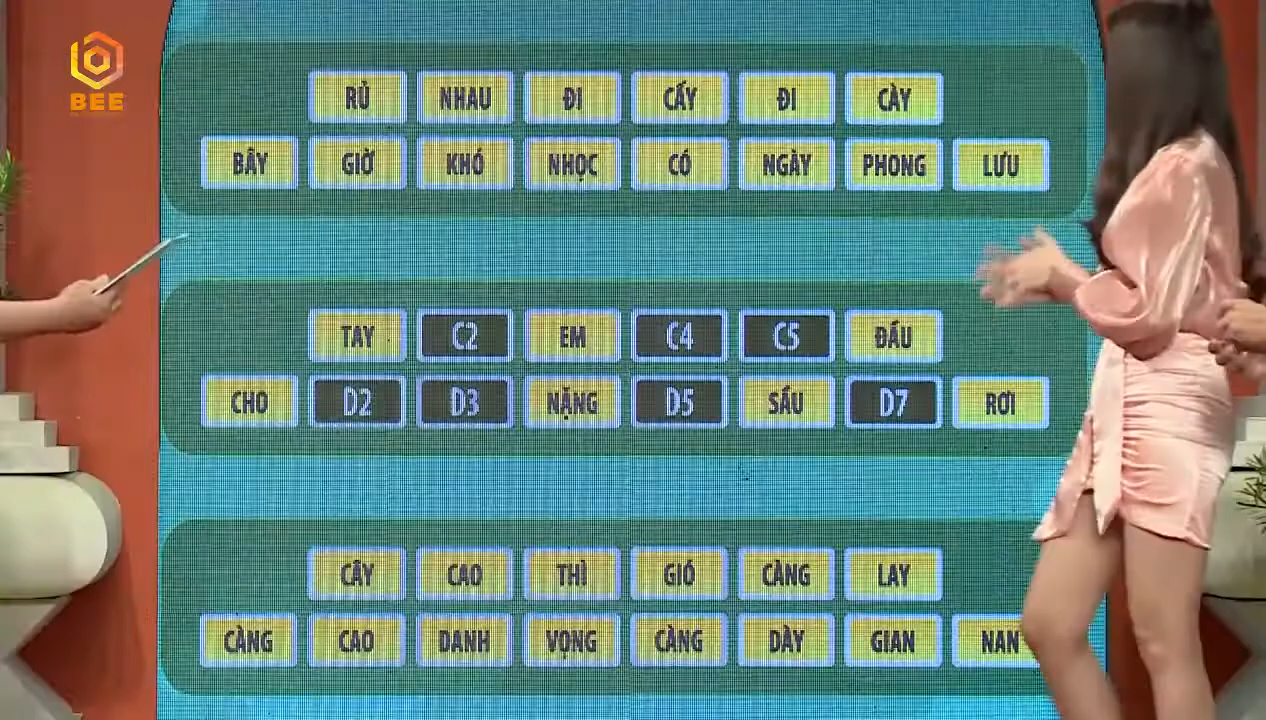 BEE
RỦ NHAU ĐI CẤY ĐI CÀY
BÂY GIỜ KHÓ NHỌC CÓ NGÀY PHONG LƯU
TAY C2 EM C4 C5 ĐẦU
CHO D2 D3 NẶNG D5 SẦU D7 RƠI
CÂY CAO THÌ GIÓ CÀNG LAY
CÀNG CAO DANH VỌNG CÀNG DÀY GIAN NAN